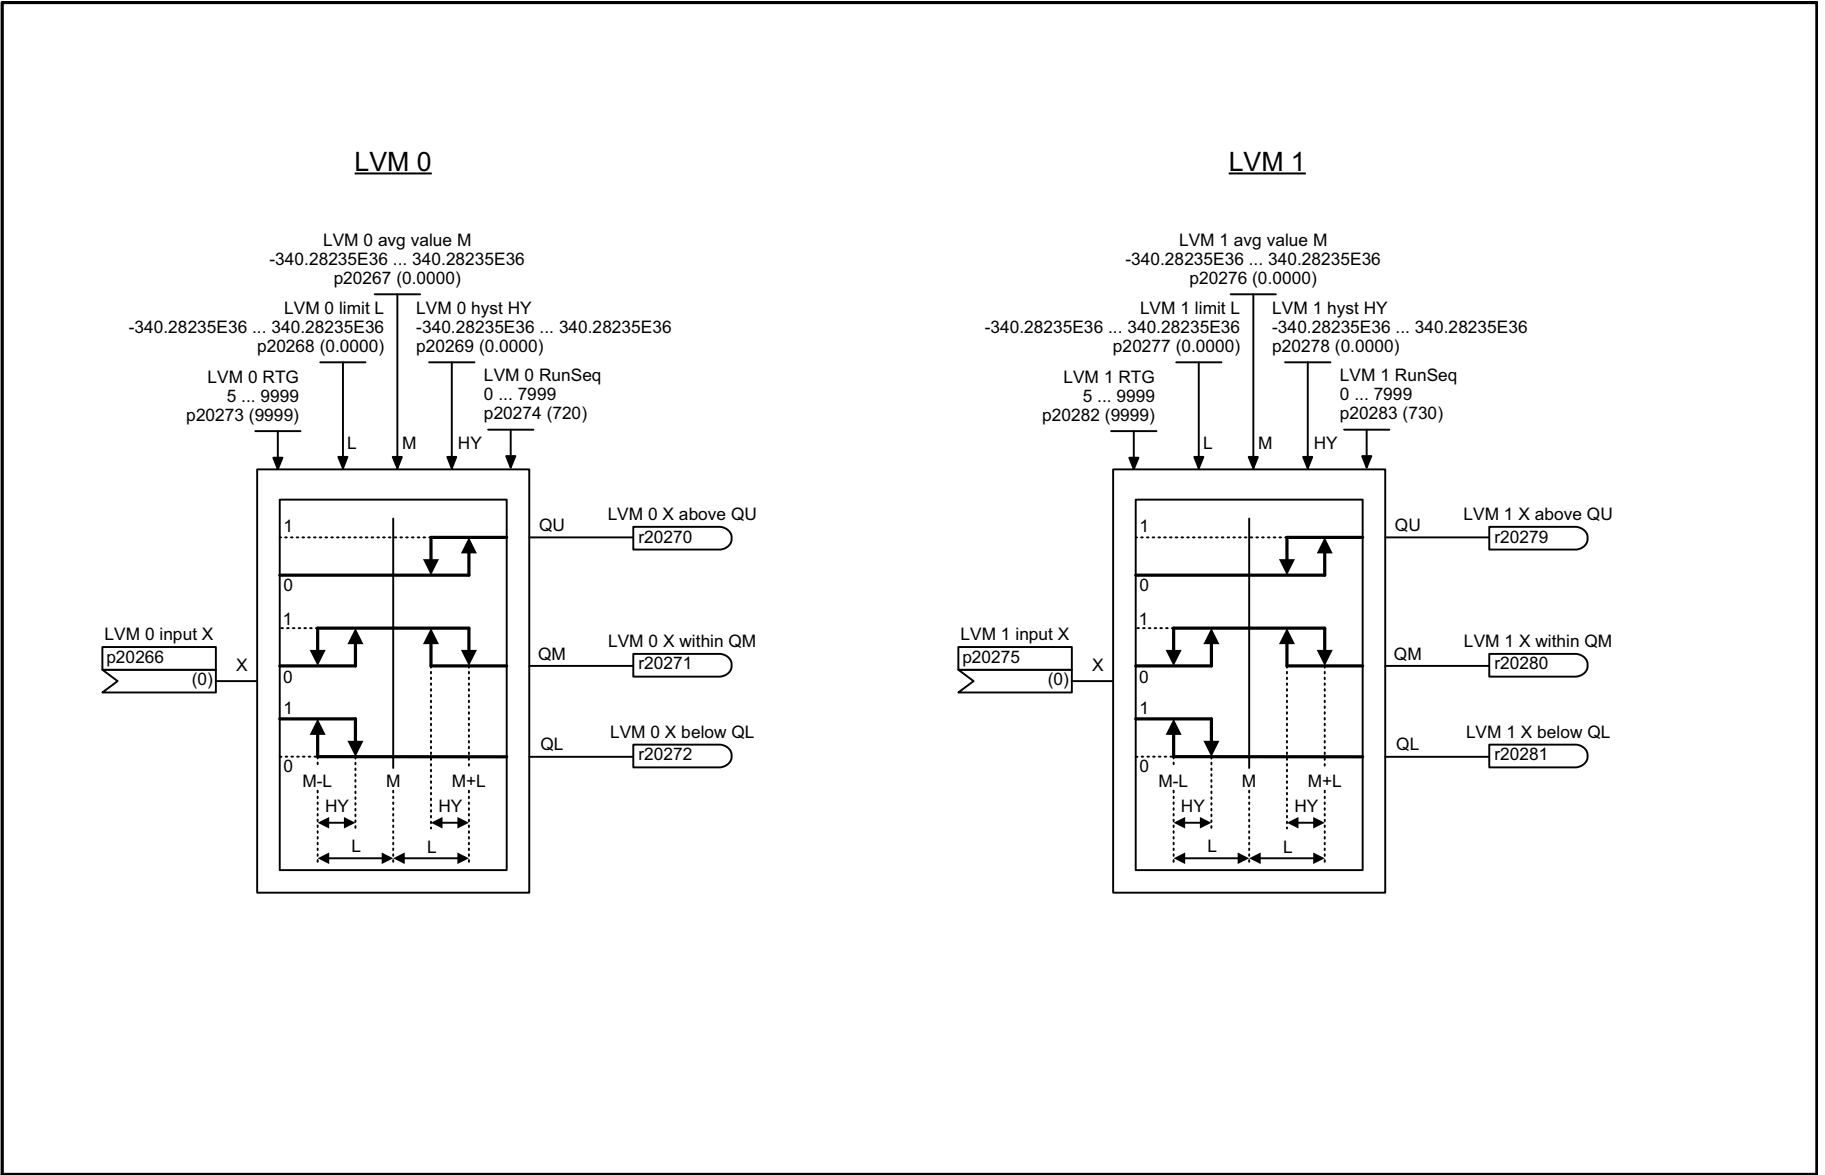 LVM 0
LVM 0 avg value M
-340.28235E36 ... 340.28235E36
p20267 (0.0000)
LVM 0 limit L
-340.28235E36 ... 340.28235E36
p20268 (0.0000)
LVM 0 hyst HY
-340.28235E36 ... 340.28235E36
p20269 (0.0000)
LVM 0 RTG
5 ... 9999
p20273 (9999)
LVM 0 RunSeq
0 ... 7999
p20274 (720)
L
M
HY
LVM 0 input X
p20266
(0)
X
1
0
1
0
1
0
M-L
M
M+L
HY
HY
L
L
QU
LVM 0 X above QU
r20270
QM
LVM 0 X within QM
r20271
QL
LVM 0 X below QL
r20272
LVM 1
LVM 1 avg value M
-340.28235E36 ... 340.28235E36
p20276 (0.0000)
LVM 1 limit L
-340.28235E36 ... 340.28235E36
p20277 (0.0000)
LVM 1 hyst HY
-340.28235E36 ... 340.28235E36
p20278 (0.0000)
LVM 1 RTG
5 ... 9999
p20282 (9999)
LVM 1 RunSeq
0 ... 7999
p20283 (730)
L
M
HY
LVM 1 input X
p20275
(0)
X
1
0
1
0
1
0
M-L
M
M+L
HY
HY
L
L
QU
LVM 1 X above QU
r20279
QM
LVM 1 X within QM
r20280
QL
LVM 1 X below QL
r20281